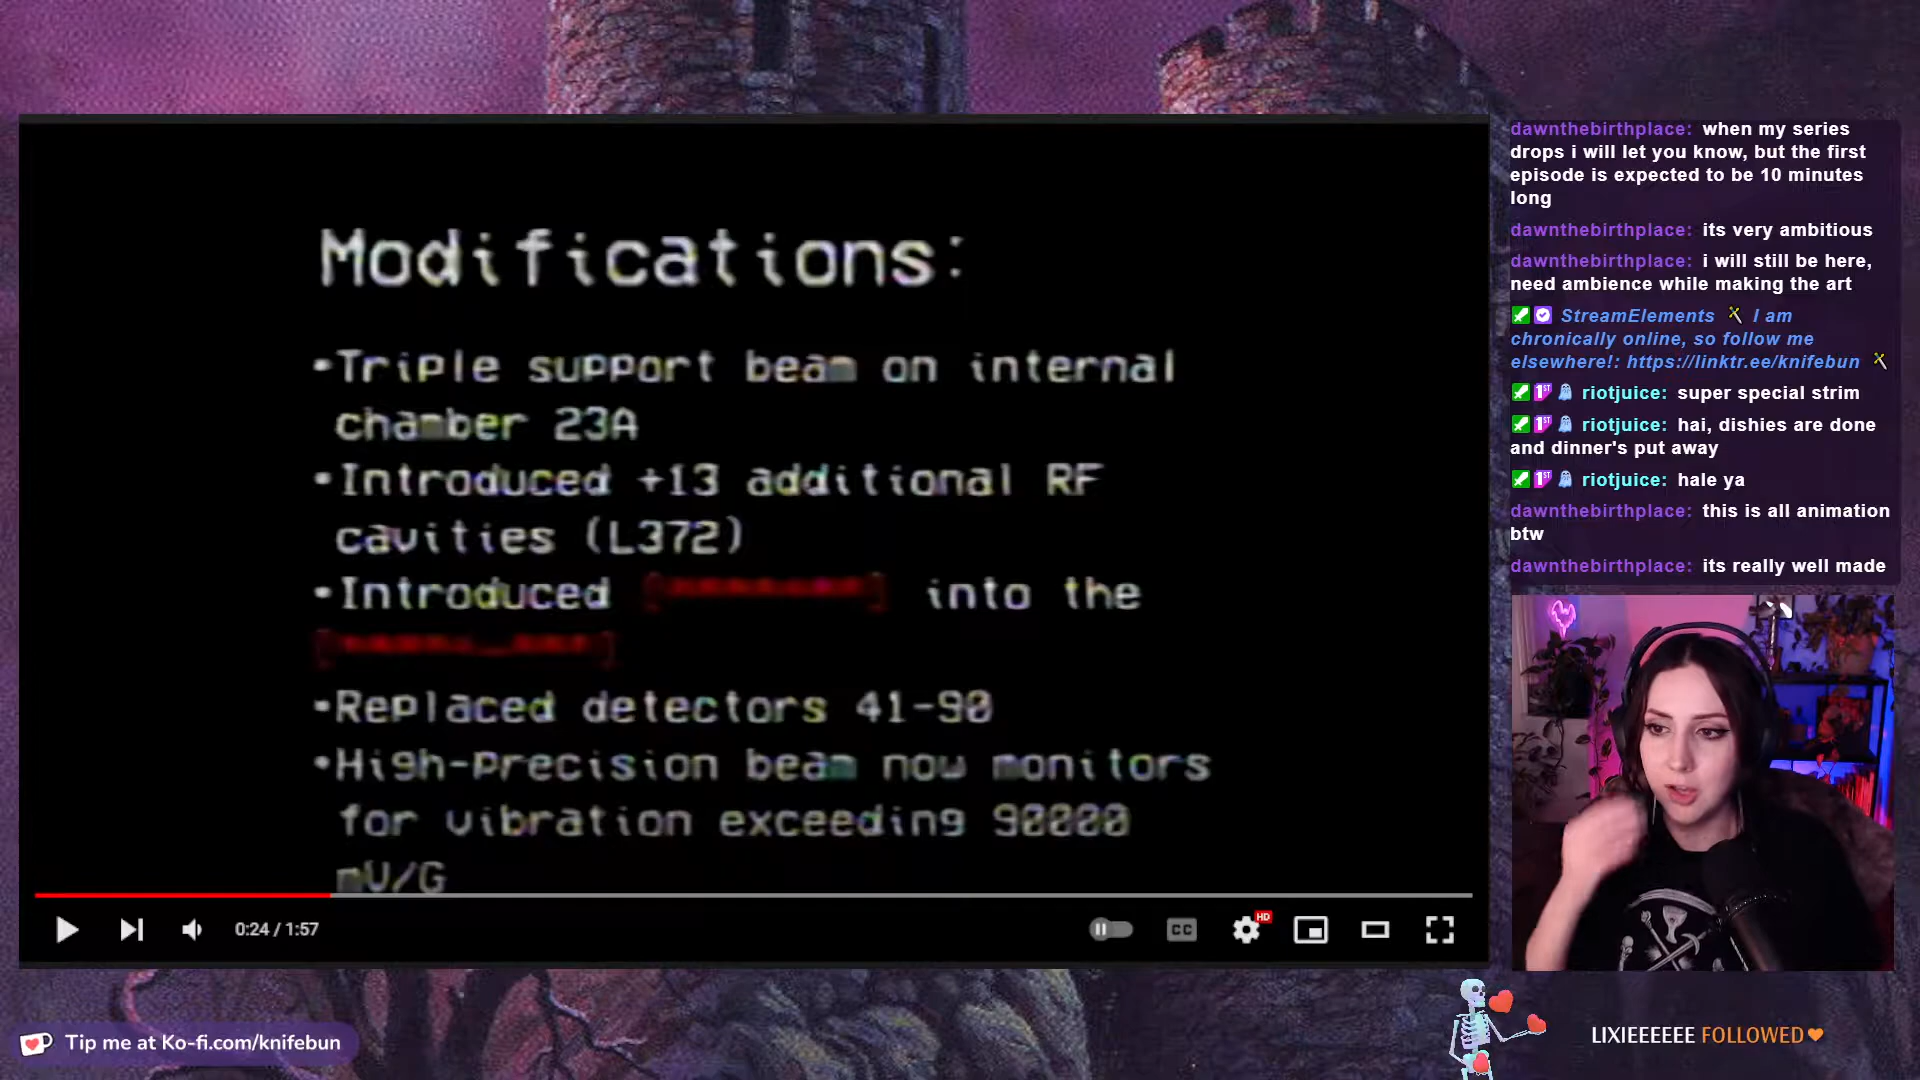 Modifications:
•Triple support beam on internal
chamber 23A
•Introduced +13 additional RF
cavities (L372)
•Introduced [ ] into the
[ ]
•Replaced detectors 41-90
•High-Precision beam now monitors
for vibration exceeding 90000
mV/G
0:24 / 1:57
CC
HD
dawnthebirthplace: when my series
drops i will let you know, but the first
episode is expected to be 10 minutes
long
dawnthebirthplace: its very ambitious
dawnthebirthplace: i will still be here,
need ambience while making the art
StreamElements I am
chronically online, so follow me
elsewhere!: https://linktr.ee/knifebun
riotjuice: super special strim
riotjuice: hai, dishies are done
and dinner's put away
riotjuice: hale ya
dawnthebirthplace: this is all animation
btw
dawnthebirthplace: its really well made
Tip me at Ko-fi.com/knifebun
LIXIEEEEEE FOLLOWED